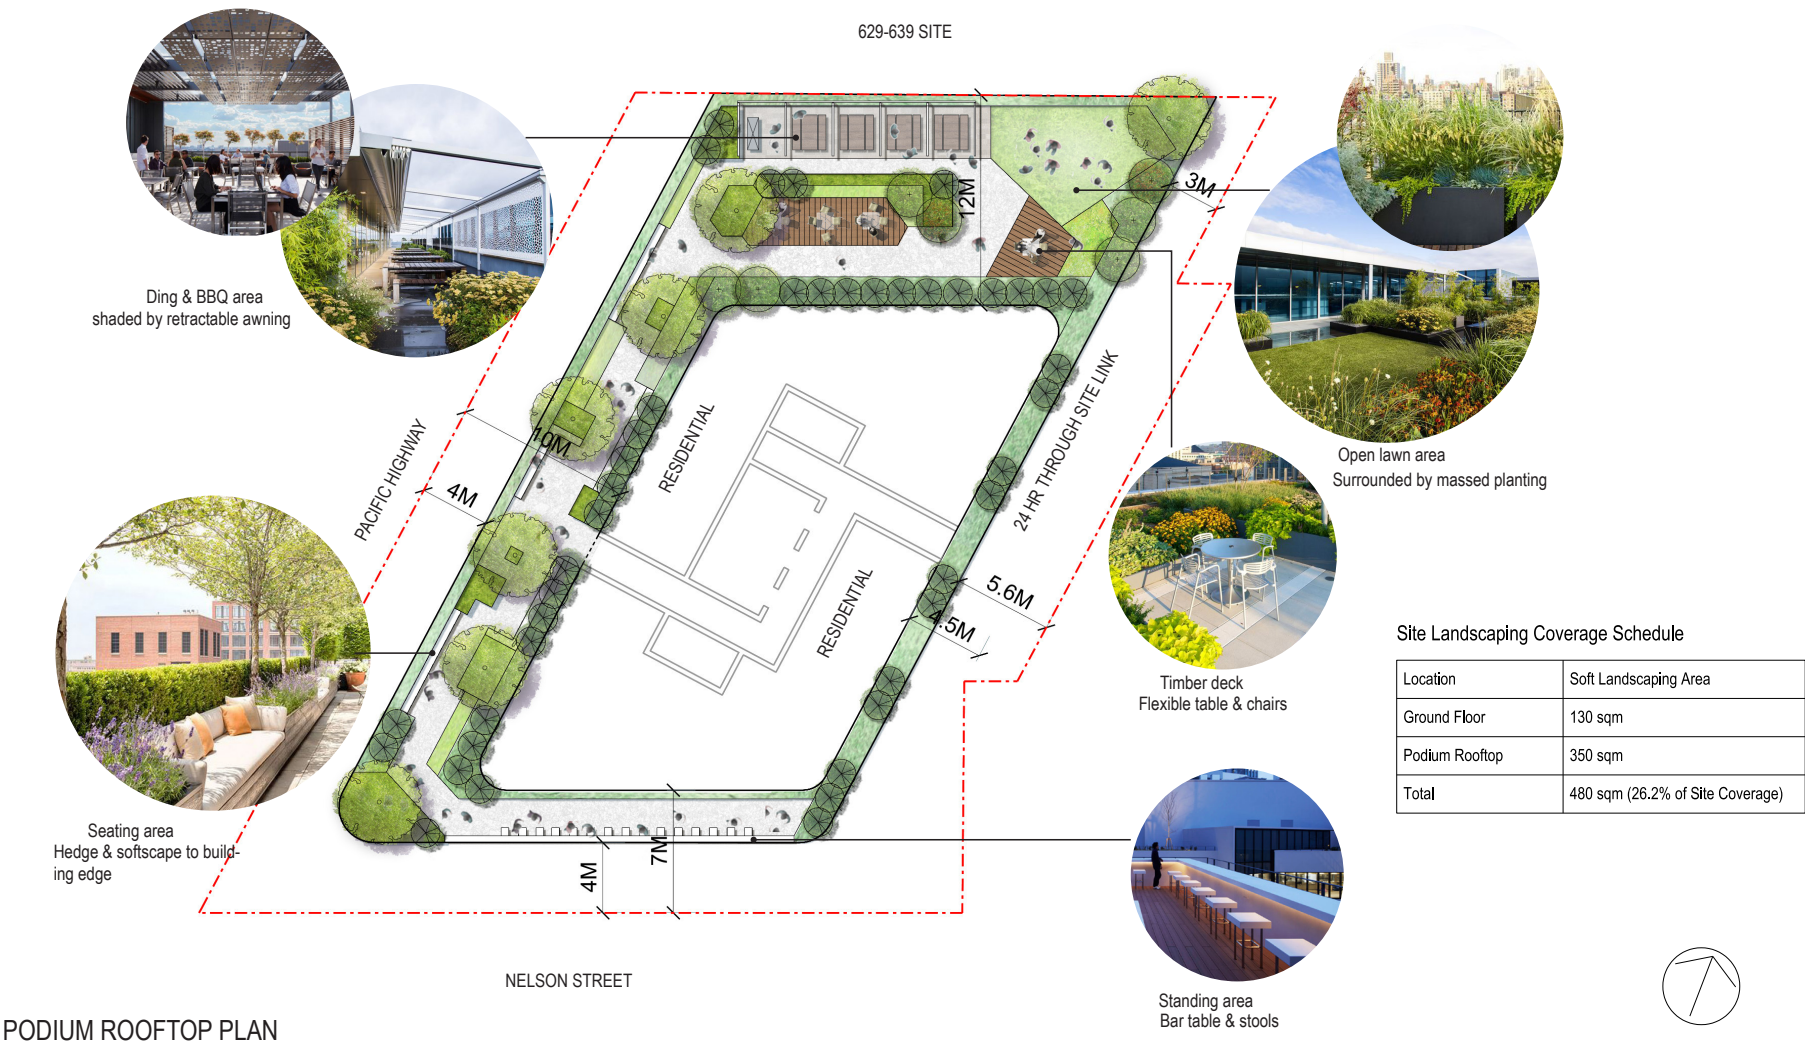 629-639 SITE
Ding & BBQ area
shaded by retractable awning
12M
3M
PACIFIC HIGHWAY
10M
4M
RESIDENTIAL
24 HR THROUGH SITE LINK
RESIDENTIAL
5.6M
4.5M
Open lawn area
Surrounded by massed planting
Timber deck
Flexible table & chairs
Site Landscaping Coverage Schedule
Location Soft Landscaping Area
Ground Floor 130 sqm
Podium Rooftop 350 sqm
Total 480 sqm (26.2% of Site Coverage)
Seating area
Hedge & softscape to build-
ing edge
4M
7M
NELSON STREET
Standing area
Bar table & stools
PODIUM ROOFTOP PLAN